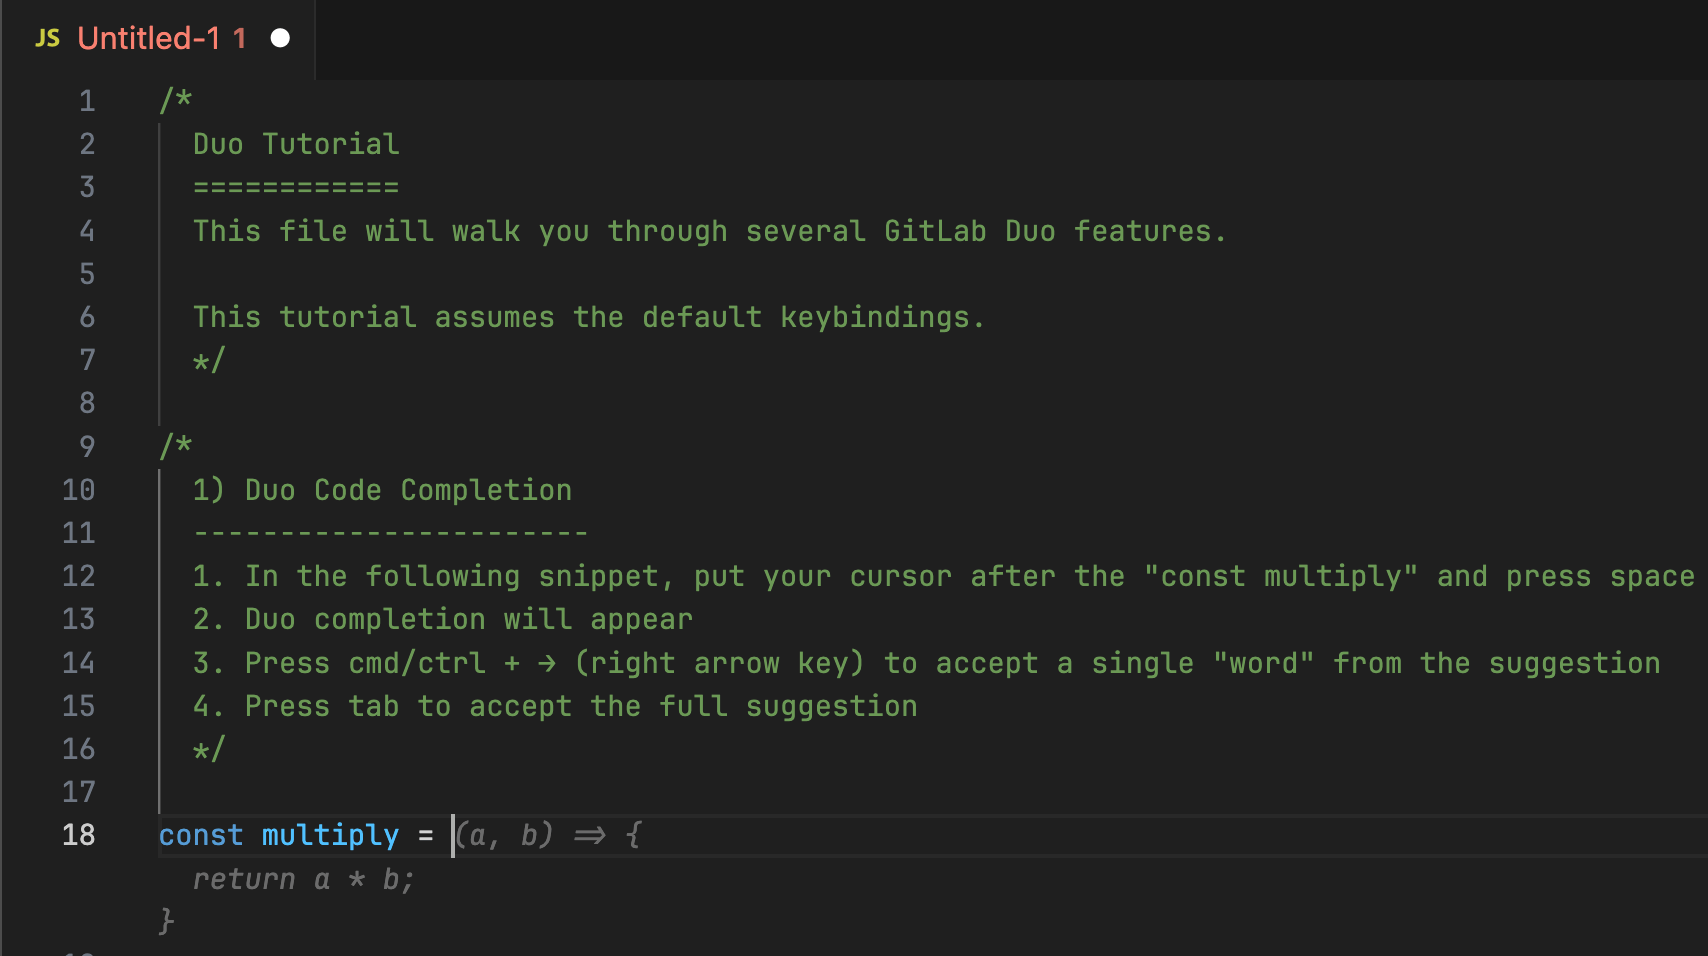 JS Untitled-1 1
1 /*
2 Duo Tutorial
3 ============
4 This file will walk you through several GitLab Duo features.
5
6 This tutorial assumes the default keybindings.
7 */
8
9 /*
10 1) Duo Code Completion
11 -----------------------
12 1. In the following snippet, put your cursor after the "const multiply" and press space
13 2. Duo completion will appear
14 3. Press cmd/ctrl + → (right arrow key) to accept a single "word" from the suggestion
15 4. Press tab to accept the full suggestion
16 */
17
18 const multiply = (a, b) => {
return a * b;
}